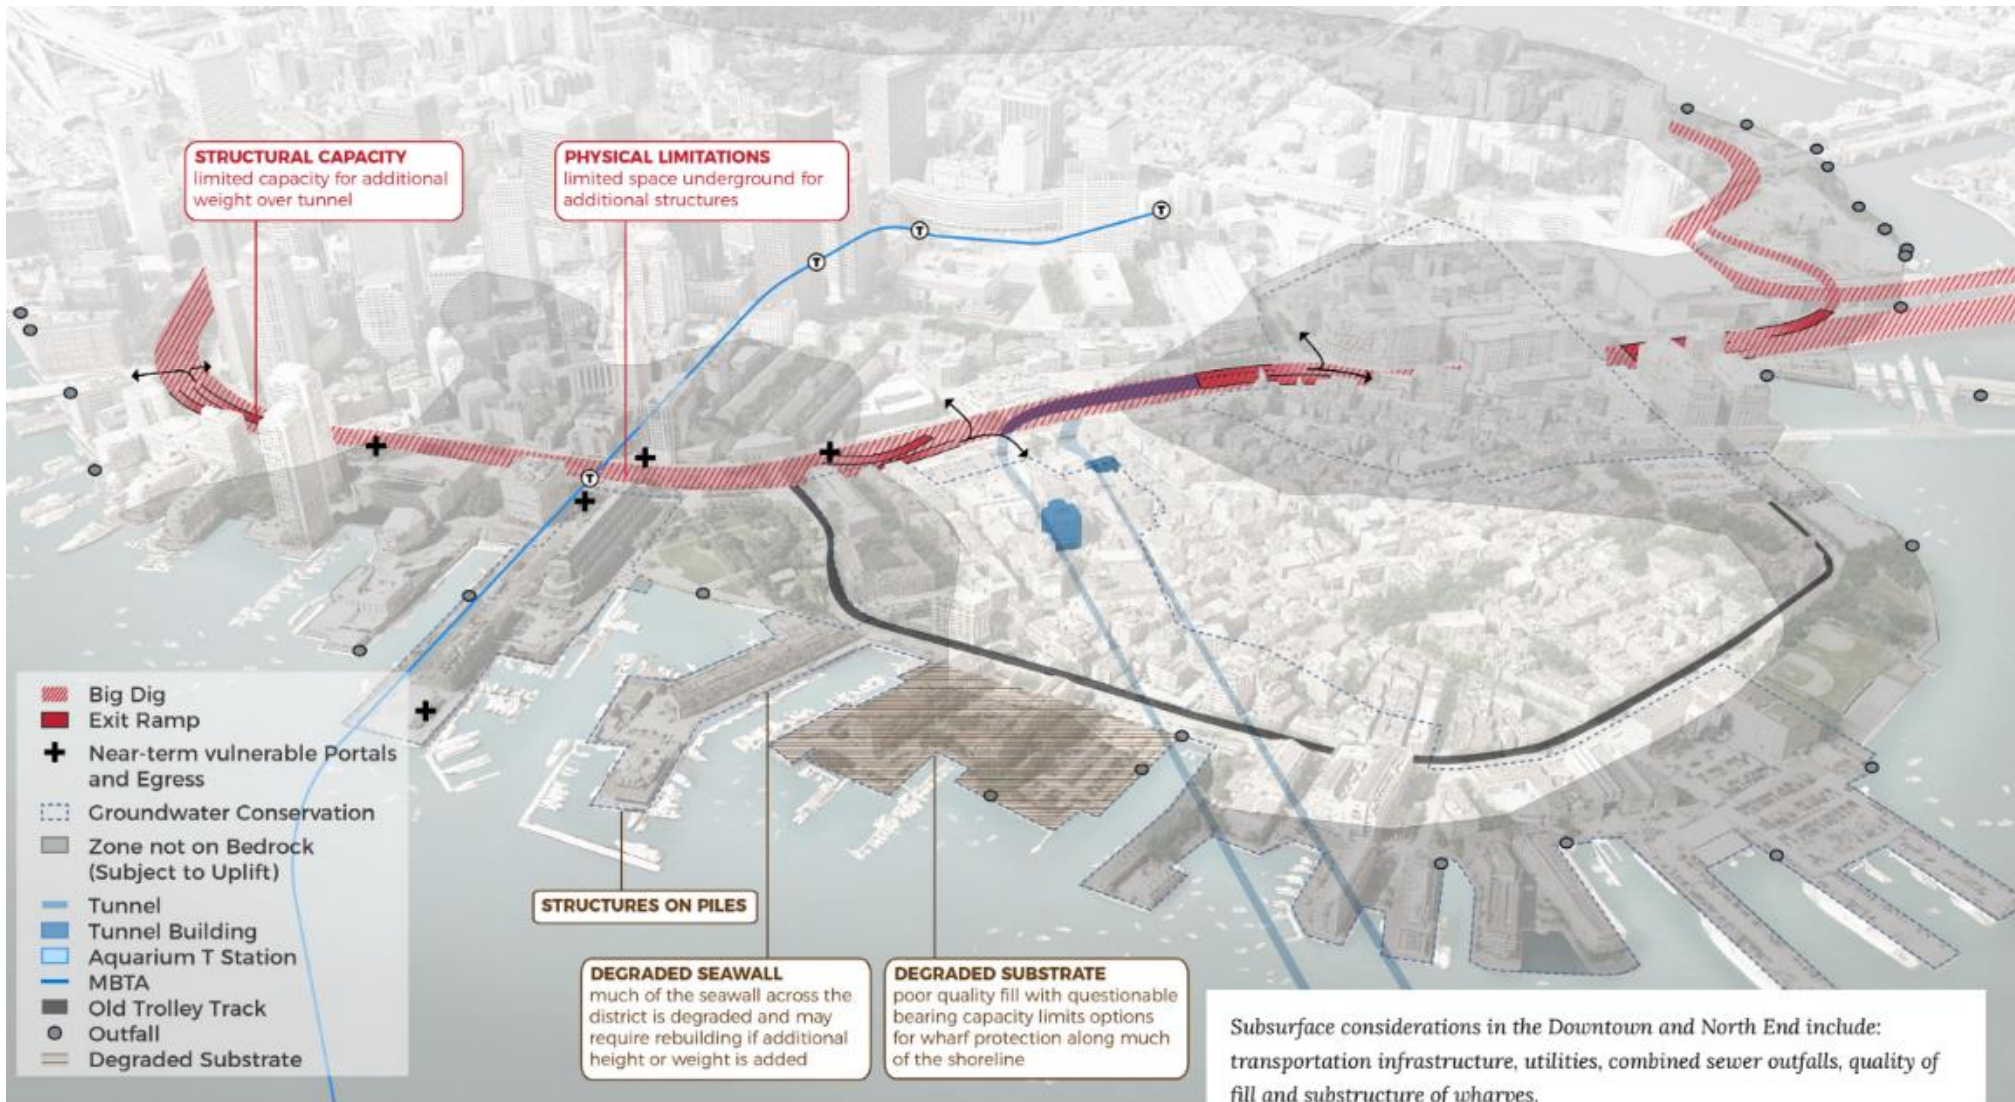 STRUCTURAL CAPACITY
limited capacity for additional
weight over tunnel
PHYSICAL LIMITATIONS
limited space underground for
additional structures
T
T
T
T
Big Dig
Exit Ramp
Near-term vulnerable Portals
and Egress
Groundwater Conservation
Zone not on Bedrock
(Subject to Uplift)
Tunnel
Tunnel Building
Aquarium T Station
MBTA
Old Trolley Track
Outfall
Degraded Substrate
STRUCTURES ON PILES
DEGRADED SEAWALL
much of the seawall across the
district is degraded and may
require rebuilding if additional
height or weight is added
DEGRADED SUBSTRATE
poor quality fill with questionable
bearing capacity limits options
for wharf protection along much
of the shoreline
Subsurface considerations in the Downtown and North End include:
transportation infrastructure, utilities, combined sewer outfalls, quality of
fill and substructure of wharves.